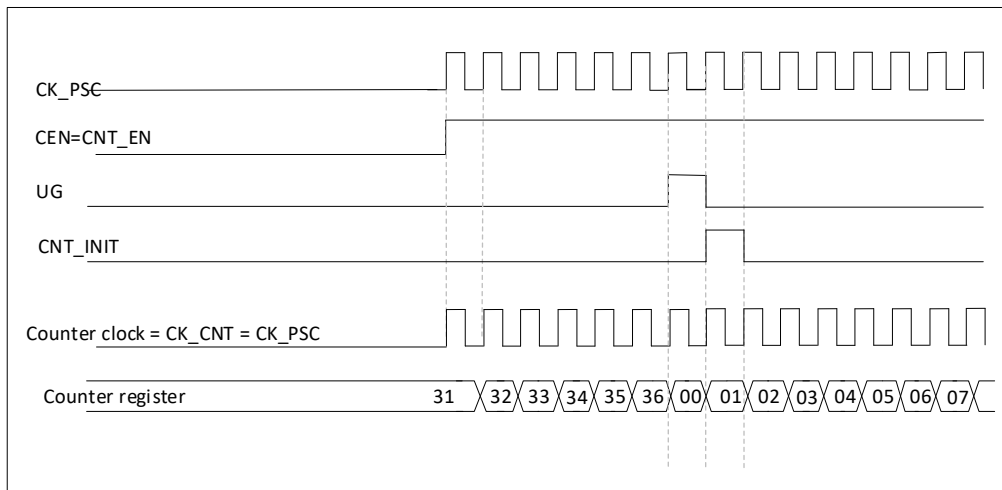 CK_PSC
CEN=CNT_EN
UG
CNT_INIT
Counter clock = CK_CNT = CK_PSC
Counter register 31 32 33 34 35 36 00 01 02 03 04 05 06 07